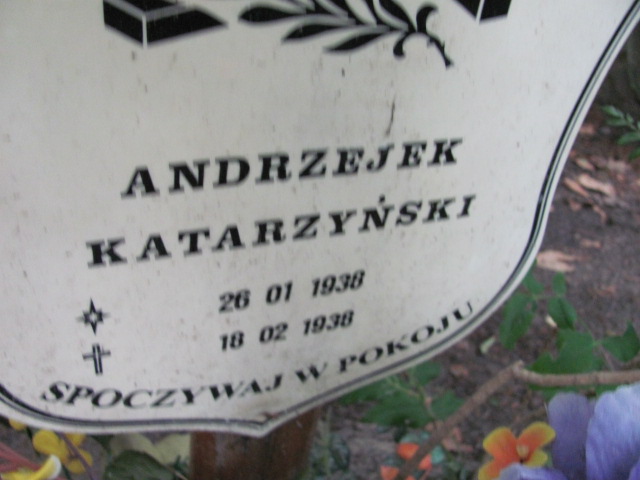 ANDRZEJEK
KATARZYŃSKI
26 01 1938
18 02 1938
SPOCZYWAJ W POKOJU